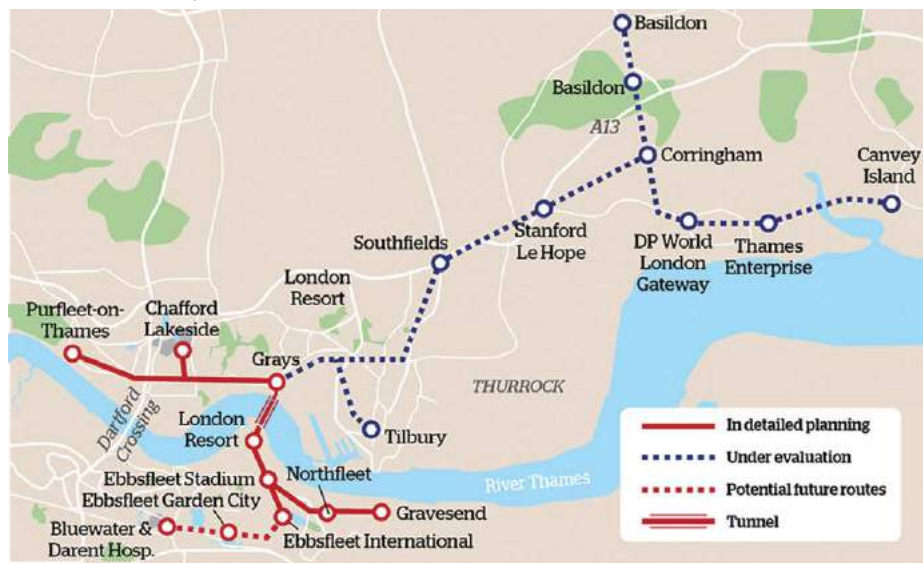 Basildon
Basildon
A13
Corringham
Canvey
Island
Stanford
Le Hope
DP World
London
Gateway
Thames
Enterprise
Southfields
London
Resort
Purfleet-on-
Thames
Chafford
Lakeside
Grays
THURROCK
Dartford
Crossing
London
Resort
Tilbury
Ebbsfleet Stadium
Northfleet
Ebbsfleet Garden City
Gravesend
Bluewater &
Darent Hosp.
Ebbsfleet International
River Thames
In detailed planning
Under evaluation
Potential future routes
Tunnel